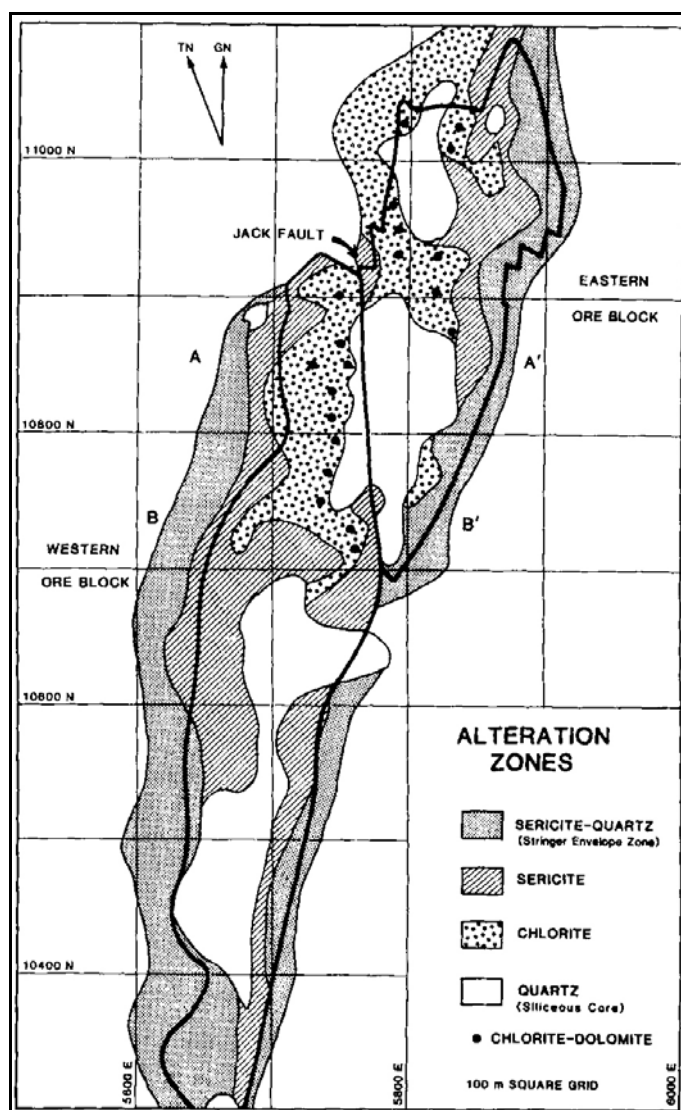 TN GN
11000 N
JACK FAULT
EASTERN
ORE BLOCK
A
A'
10800 N
B
B'
WESTERN
ORE BLOCK
10600 N
ALTERATION
ZONES
SERICITE-QUARTZ
(Stringer Envelope Zone)
SERICITE
CHLORITE
10400 N
QUARTZ
(Siliceous Core)
CHLORITE-DOLOMITE
100 m SQUARE GRID
5600 E
5800 E
6000 E